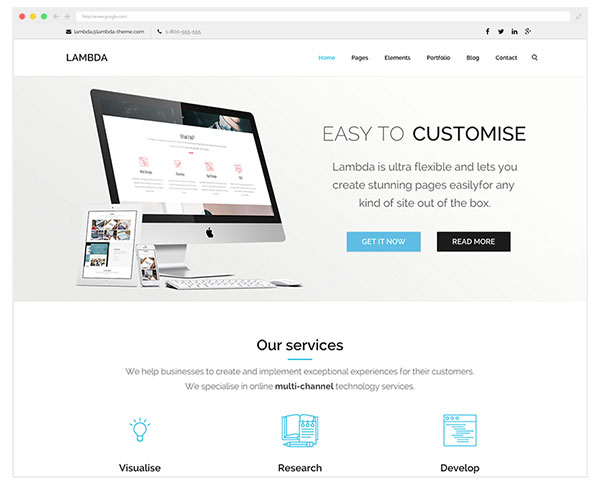 http://www.google.com/
lambda@lambda-theme.com 1-800-555-555
LAMBDA Home Pages Elements Portfolio Blog Contact
EASY TO CUSTOMISE
Lambda is ultra flexible and lets you
create stunning pages easilyfor any
kind of site out of the box.
GET IT NOW READ MORE
Our services
We help businesses to create and implement exceptional experiences for their customers.
We specialise in online multi-channel technology services.
Visualise Research Develop